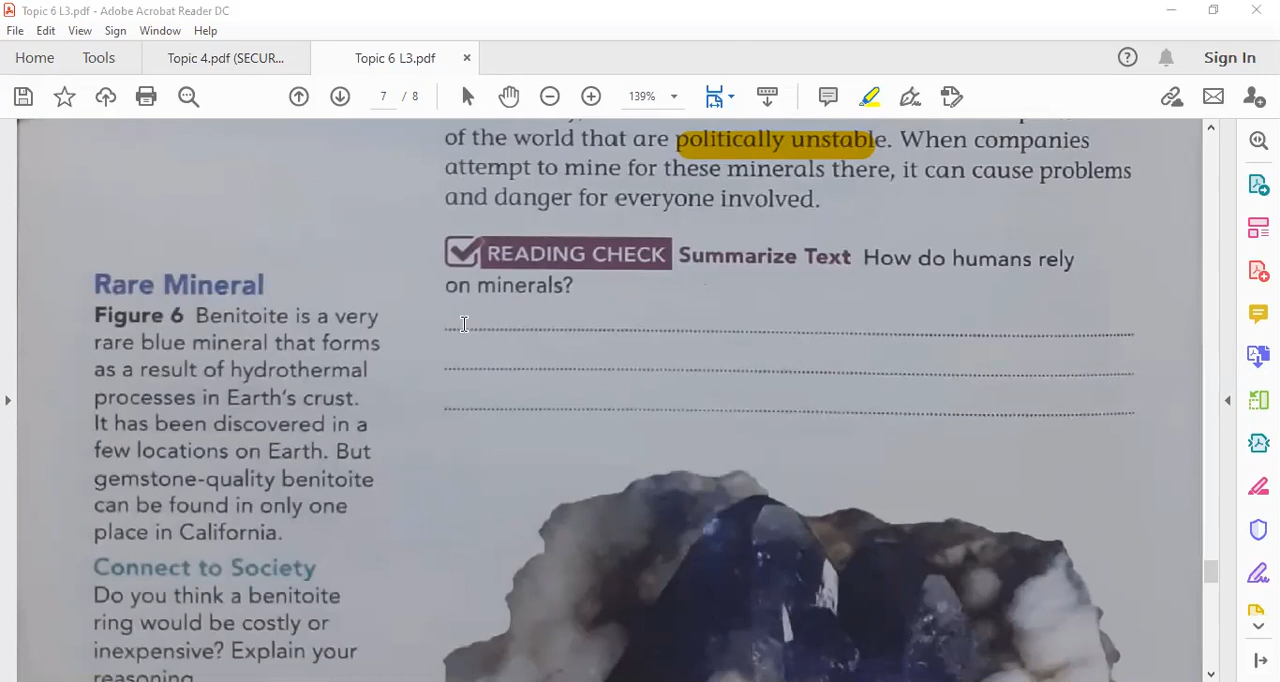 Topic 6 L3.pdf - Adobe Acrobat Reader DC
File Edit View Sign Window Help
Home Tools Topic 4.pdf (SECUR... Topic 6 L3.pdf × Sign In
7 / 8 139%
of the world that are politically unstable. When companies
attempt to mine for these minerals there, it can cause problems
and danger for everyone involved.
READING CHECK Summarize Text How do humans rely
on minerals?
Rare Mineral
Figure 6 Benitoite is a very
rare blue mineral that forms
as a result of hydrothermal
processes in Earth's crust.
It has been discovered in a
few locations on Earth. But
gemstone-quality benitoite
can be found in only one
place in California.
Connect to Society
Do you think a benitoite
ring would be costly or
inexpensive? Explain your
reasoning